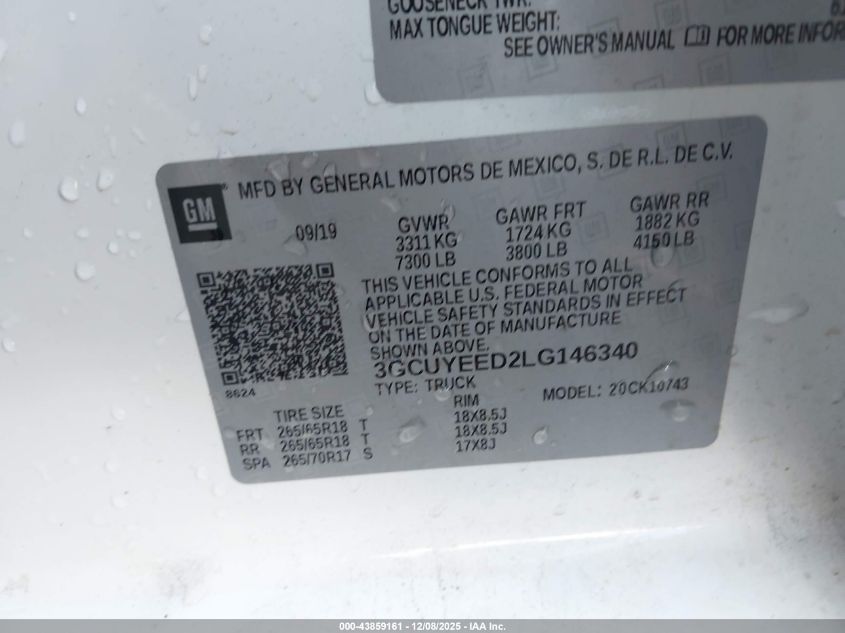 GOOSENECK TWR:
MAX TONGUE WEIGHT:
SEE OWNER'S MANUAL FOR MORE INFOR
GM
MFD BY GENERAL MOTORS DE MEXICO, S. DE R.L. DE C.V.
09/19 GVWR GAWR FRT GAWR RR
3311 KG 1724 KG 1882 KG
7300 LB 3800 LB 4150 LB
THIS VEHICLE CONFORMS TO ALL
APPLICABLE U.S. FEDERAL MOTOR
VEHICLE SAFETY STANDARDS IN EFFECT
ON THE DATE OF MANUFACTURE
SHOWN ABOVE.
3GCUYEED2LG146340
8624
TYPE: TRUCK MODEL: 20CK10743
TIRE SIZE RIM
FRT 265/65R18 T 18X8.5J
RR 265/65R18 T 18X8.5J
SPA 265/70R17 S 17X8J
000-43859161 - 12/08/2025 - IAA Inc.